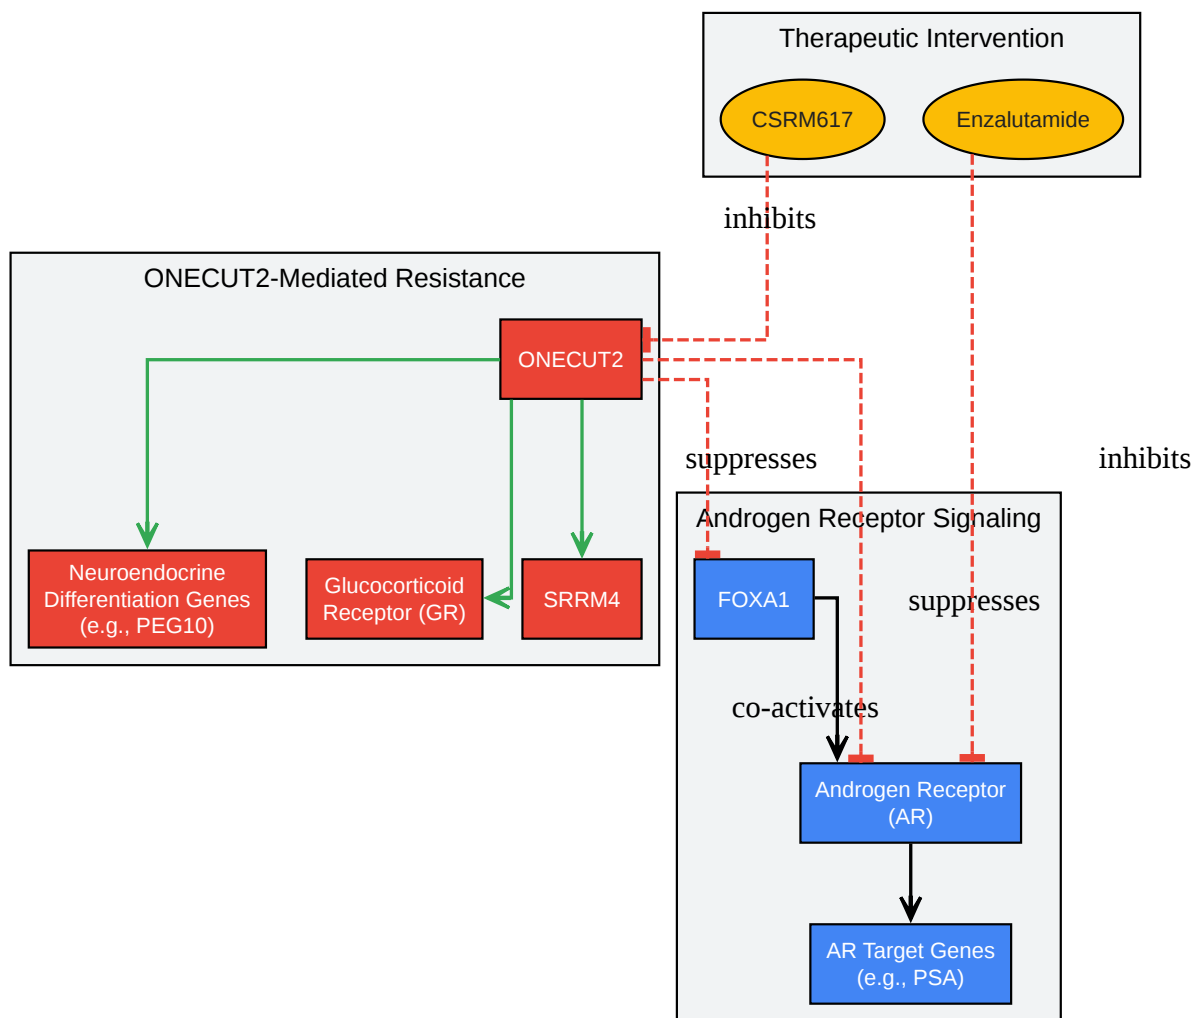 Therapeutic Intervention
CSRM617
Enzalutamide
inhibits
ONECUT2-Mediated Resistance
ONECUT2
suppresses
inhibits
Androgen Receptor Signaling
Neuroendocrine
Differentiation Genes
(e.g., PEG10)
Glucocorticoid
Receptor (GR)
SRRM4
FOXA1
suppresses
co-activates
Androgen Receptor
(AR)
AR Target Genes
(e.g., PSA)